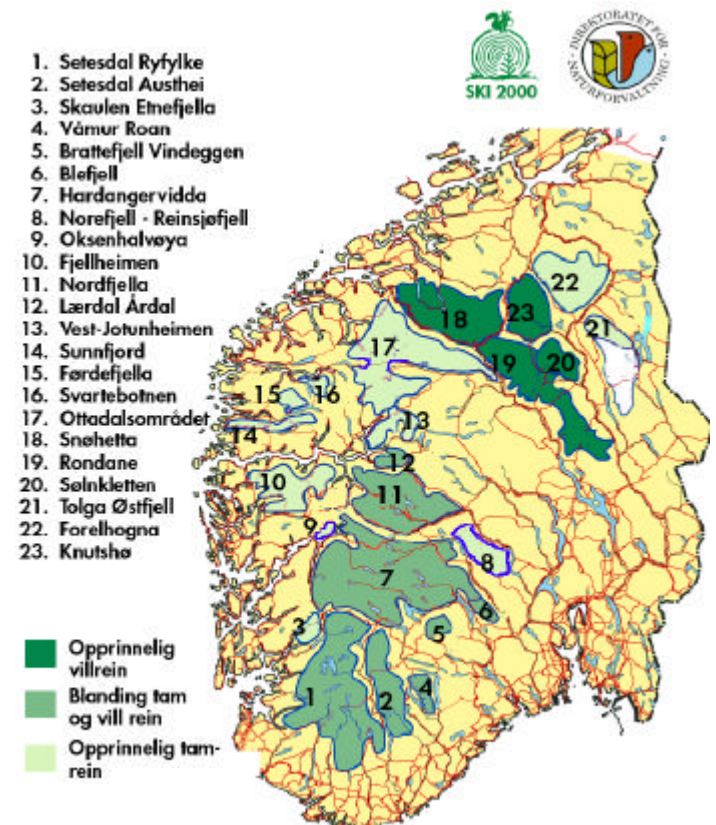 1. Setesdal Ryfylke
2. Setesdal Austhei
3. Skaulen Etnefjella
4. Våmur Roan
5. Brattefjell Vindeggen
6. Blefjell
7. Hardangervidda
8. Norefjell - Reinsjøfjell
9. Oksenhalvøya
10. Fjellheimen
11. Nordfjella
12. Lærdal Årdal
13. Vest-Jotunheimen
14. Sunnfjord
15. Førdefjella
16. Svartebotnen
17. Ottadalsområdet
18. Snøhetta
19. Rondane
20. Sølnkletten
21. Tolga Østfjell
22. Forelhogna
23. Knutshø
SKI 2000
DIREKTORATET FOR
NATURFORVALTNING
22
23
18
21
17
19
20
16
15
13
14
12
10
11
9
8
7
6
3
5
4
1
2
Opprinnelig
villrein
Blanding tam
og vill rein
Opprinnelig tam-
rein